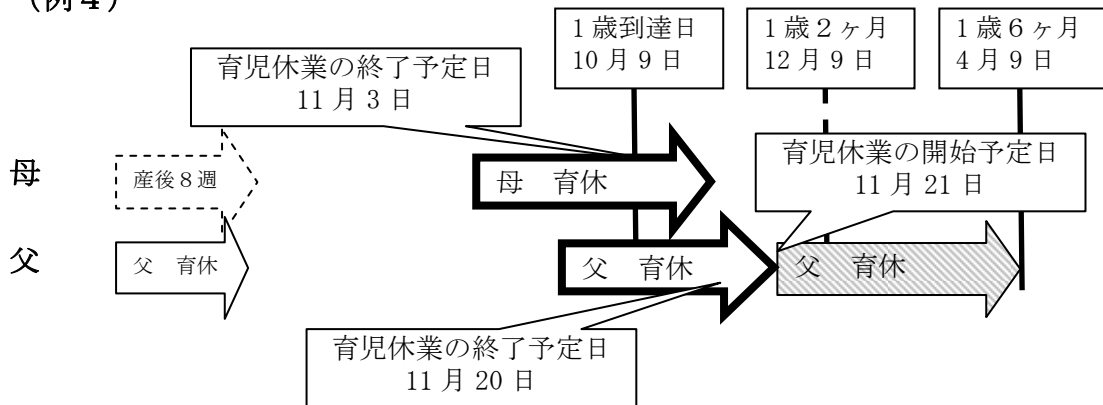 （例４）
１歳到達日
10月9日
１歳２ヶ月
12月9日
１歳６ヶ月
4月9日
育児休業の終了予定日
11月3日
母
産後８週
母　育休
育児休業の開始予定日
11月21日
父
父　育休
父　育休
父　育休
育児休業の終了予定日
11月20日